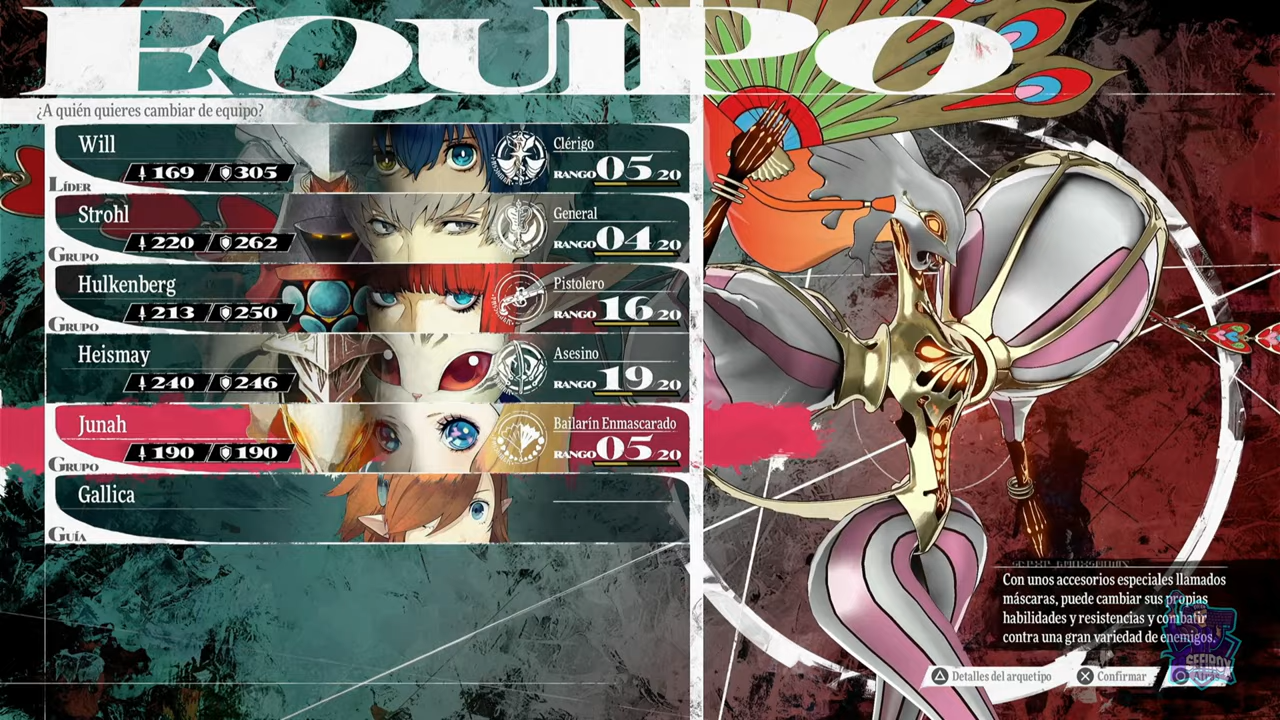 EQUIPO
¿A quién quieres cambiar de equipo?
Will
169 305
LÍDER
Clérigo
RANGO 05/20
Strohl
220 262
GRUPO
General
RANGO 04/20
Hulkenberg
213 250
GRUPO
Pistolero
RANGO 16/20
Heismay
240 246
Asesino
RANGO 19/20
Junah
190 190
GRUPO
Bailarín Enmascarado
RANGO 05/20
Gallica
GUÍA
Con unos accesorios especiales llamados
máscaras, puede cambiar sus propias
habilidades y resistencias y combatir
contra una gran variedad de enemigos.
Detalles del arquetipo Confirmar Atrás
SEFIROX